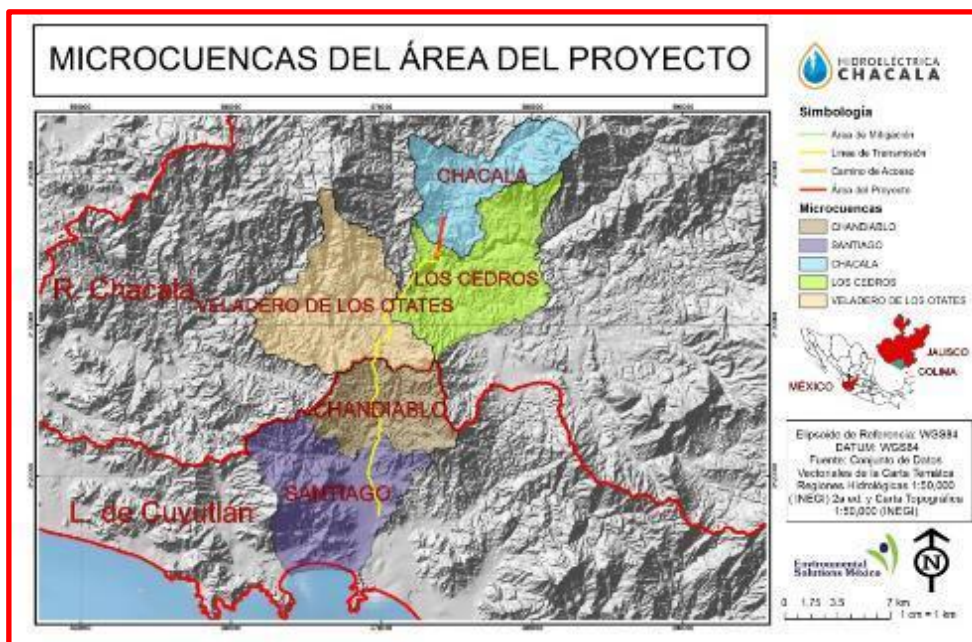 MICROCUENCAS DEL ÁREA DEL PROYECTO
HIDROELÉCTRICA
CHACALA
Simbología
Área de Mitigación
Línea de Transmisión
Camino de Acceso
Área del Proyecto
Microcuencas
CHANDIABLO
SANTIAGO
CHACALA
LOS CEDROS
VELADERO DE LOS OTATES
CHACALA
LOS CEDROS
R. Chacala
VELADERO DE LOS OTATES
CHANDIABLO
SANTIAGO
L. de Cuyutlán
JALISCO
COLIMA
MÉXICO
Elipsoide de Referencia: WGS84
DATUM: WGS84
Fuente: Conjunto de Datos
Vectoriales de la Carta Temática
Regiones Hidrológicas 1:50,000
(INEGI) 2a ed. y Carta Topográfica
1:50,000 (INEGI)
Environmental
Solutions México
N
0 1.75 3.5 7 km
1 cm = 1 km